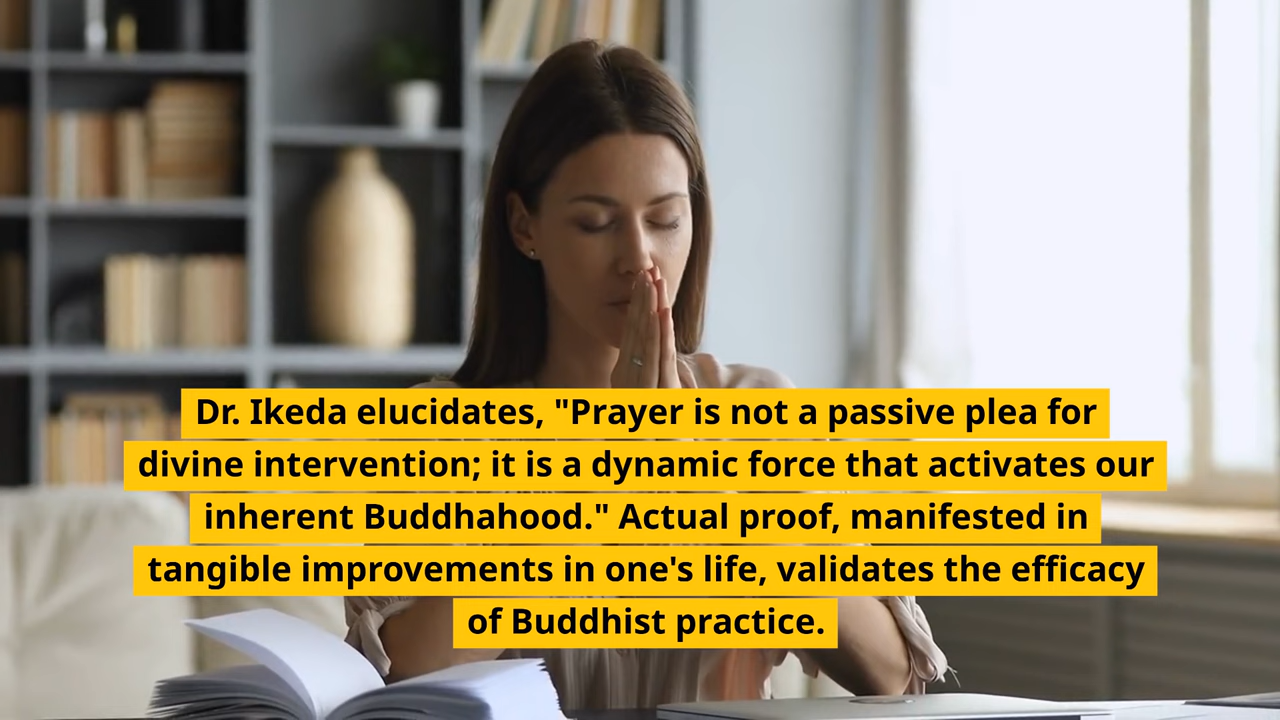 Dr. Ikeda elucidates, "Prayer is not a passive plea for
divine intervention; it is a dynamic force that activates our
inherent Buddhahood." Actual proof, manifested in
tangible improvements in one's life, validates the efficacy
of Buddhist practice.